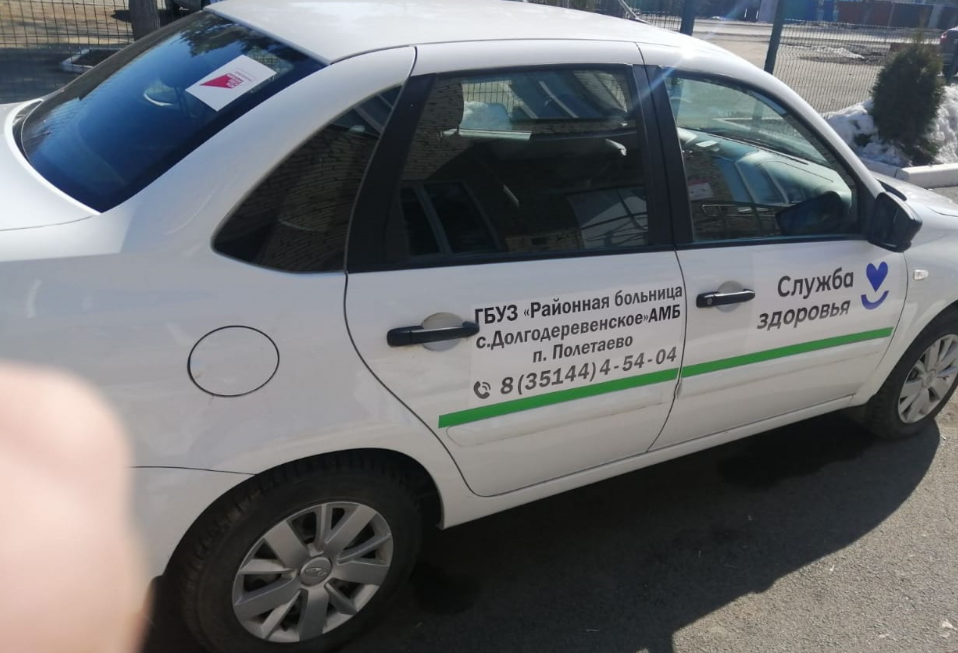 ГБУЗ «Районная больница
с.Долгодеревенское»АМБ
п. Полетаево
8(35144)4-54-04
Служба
здоровья